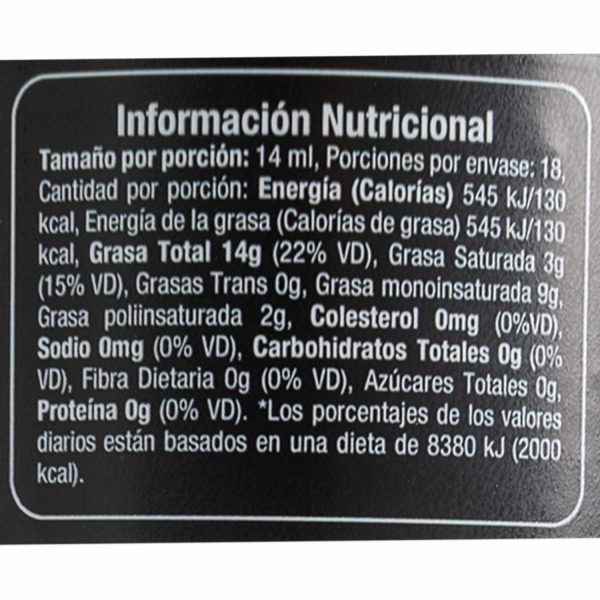 Información Nutricional
Tamaño por porción: 14 ml, Porciones por envase: 18,
Cantidad por porción: Energía (Calorías) 545 kJ/130
kcal, Energía de la grasa (Calorías de grasa) 545 kJ/130
kcal, Grasa Total 14g (22% VD), Grasa Saturada 3g
(15% VD), Grasas Trans 0g, Grasa monoinsaturada 9g,
Grasa poliinsaturada 2g, Colesterol 0mg (0%VD),
Sodio 0mg (0% VD), Carbohidratos Totales 0g (0%
VD), Fibra Dietaria 0g (0% VD), Azúcares Totales 0g,
Proteína 0g (0% VD). *Los porcentajes de los valores
diarios están basados en una dieta de 8380 kJ (2000
kcal).